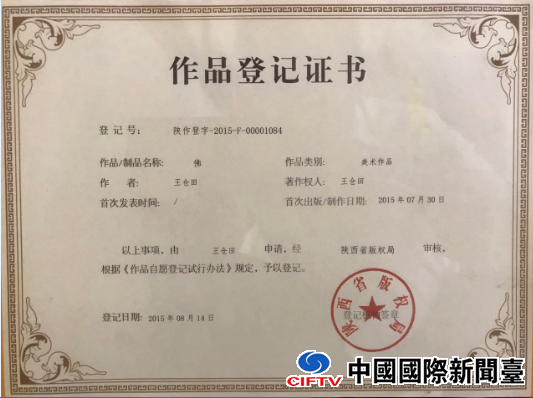 作品登记证书
登 记 号： 陕作登字-2015-F-00001084
作品/制品名称： 佛 作品类别： 美术作品
作 者： 王仓田 著作权人： 王仓田
首次发表时间： / 首次出版/制作日期： 2015 年 07 月 30 日
以上事项，由 王仓田 申请，经 陕西省版权局 审核，
根据《作品自愿登记试行办法》规定，予以登记。
陕西省版权局
登记机构签章
登记日期： 2015 年 08 月 14 日
CIFTV 中國國際新聞臺